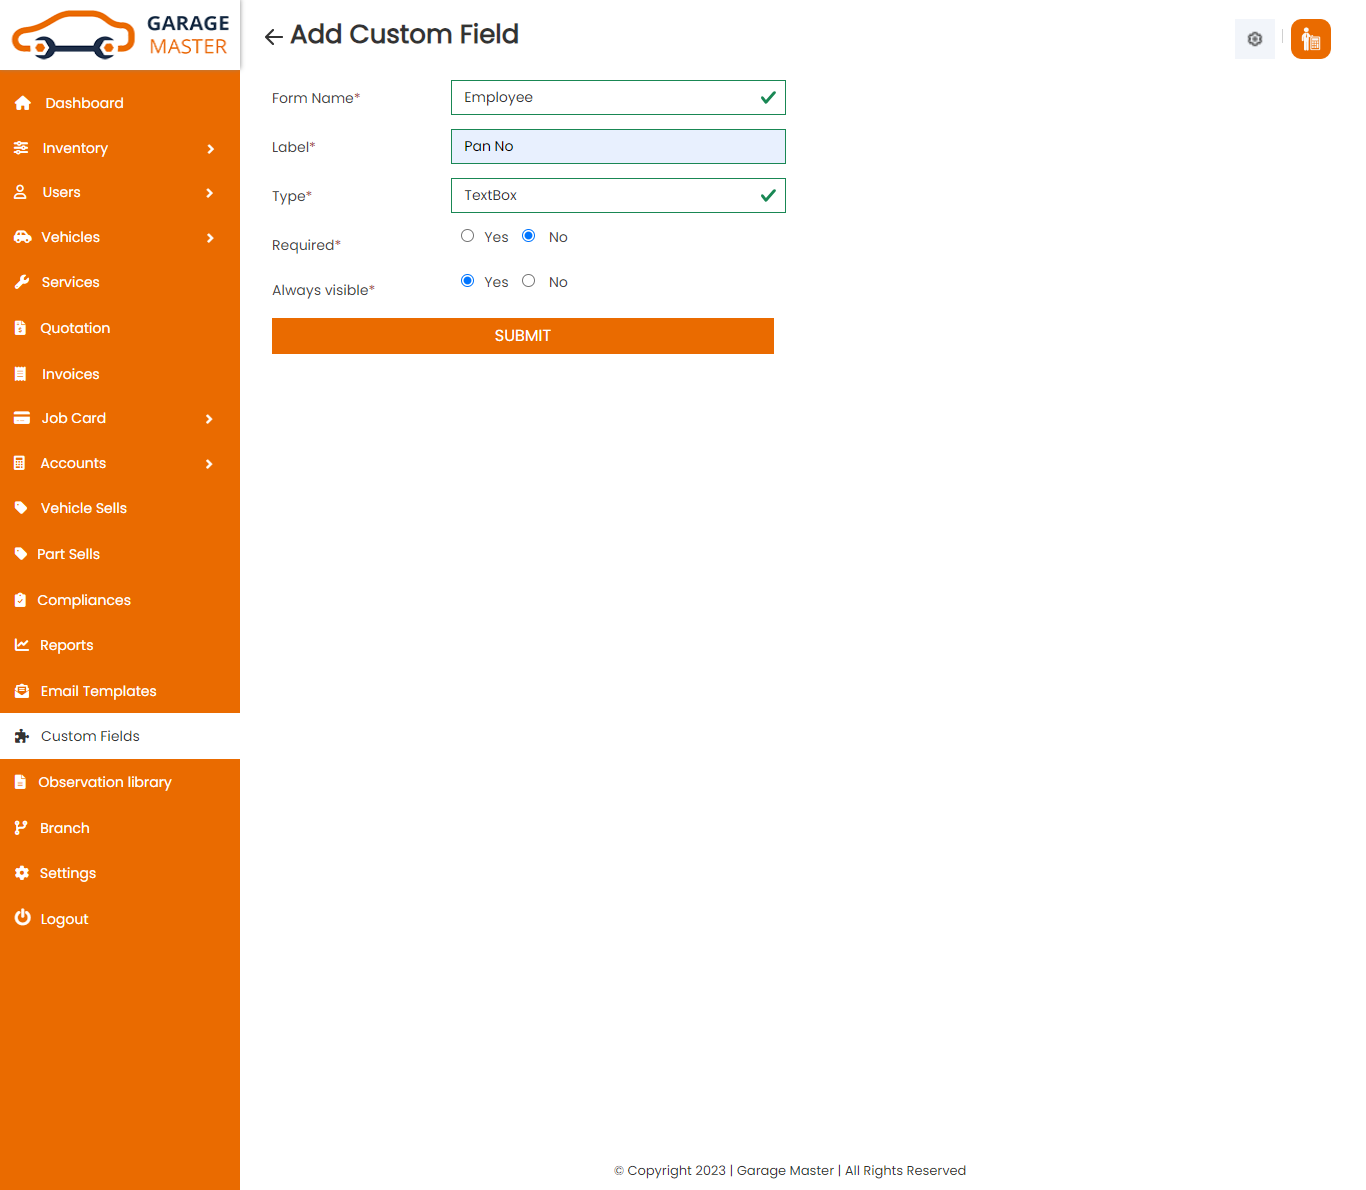 GARAGE
MASTER
Dashboard
Inventory
Users
Vehicles
Services
Quotation
Invoices
Job Card
Accounts
Vehicle Sells
Part Sells
Compliances
Reports
Email Templates
Custom Fields
Observation library
Branch
Settings
Logout
Add Custom Field
Form Name* Employee
Label* Pan No
Type* TextBox
Required* Yes No
Always visible* Yes No
SUBMIT
© Copyright 2023 | Garage Master | All Rights Reserved